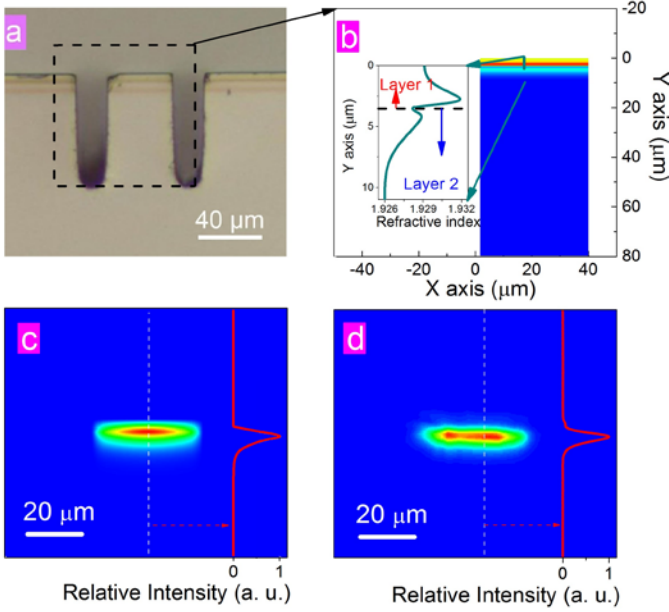 a
40 μm
b
-20
0
20
40
60
80
Y axis (μm)
0
5
10
Y axis (μm)
Layer 1
Layer 2
1.926 1.929 1.932
Refractive index
-40 -20 0 20 40
X axis (μm)
c
20 μm
0 1
Relative Intensity (a. u.)
d
20 μm
0 1
Relative Intensity (a. u.)